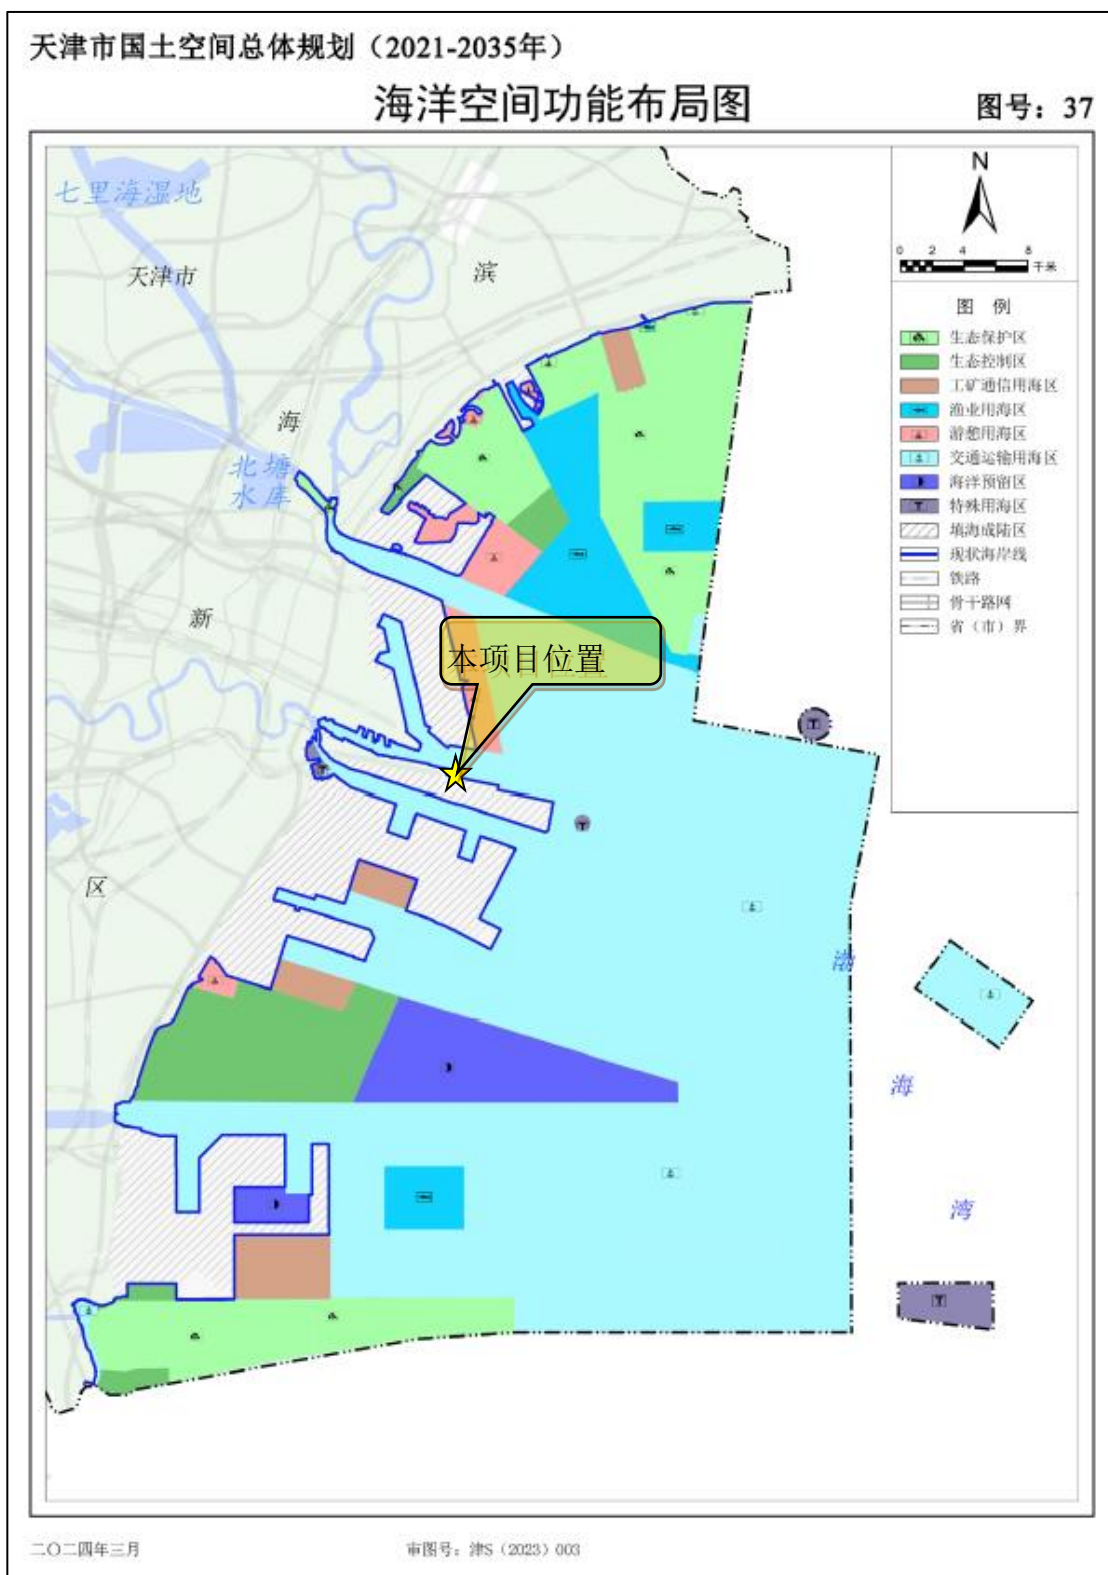 天津市国土空间总体规划（2021-2035年）
海洋空间功能布局图
图号：37
N
0 2 4 8
千米
图 例
生态保护区
生态控制区
工矿通信用海区
渔业用海区
游憩用海区
交通运输用海区
海洋预留区
特殊用海区
填海成陆区
现状海岸线
铁路
骨干路网
省（市）界
七里海湿地
天津市
滨
海
北塘
水库
新
本项目位置
区
渤
海
湾
二〇二四年三月
审图号：津S（2023）003